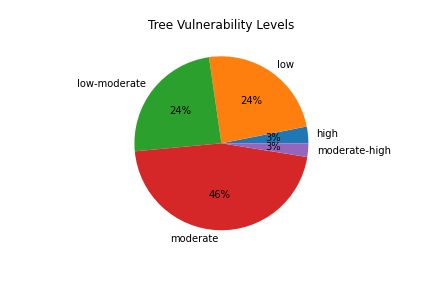 Tree Vulnerability Levels
low
low-moderate
24%
24%
high
3%
3%
moderate-high
46%
moderate